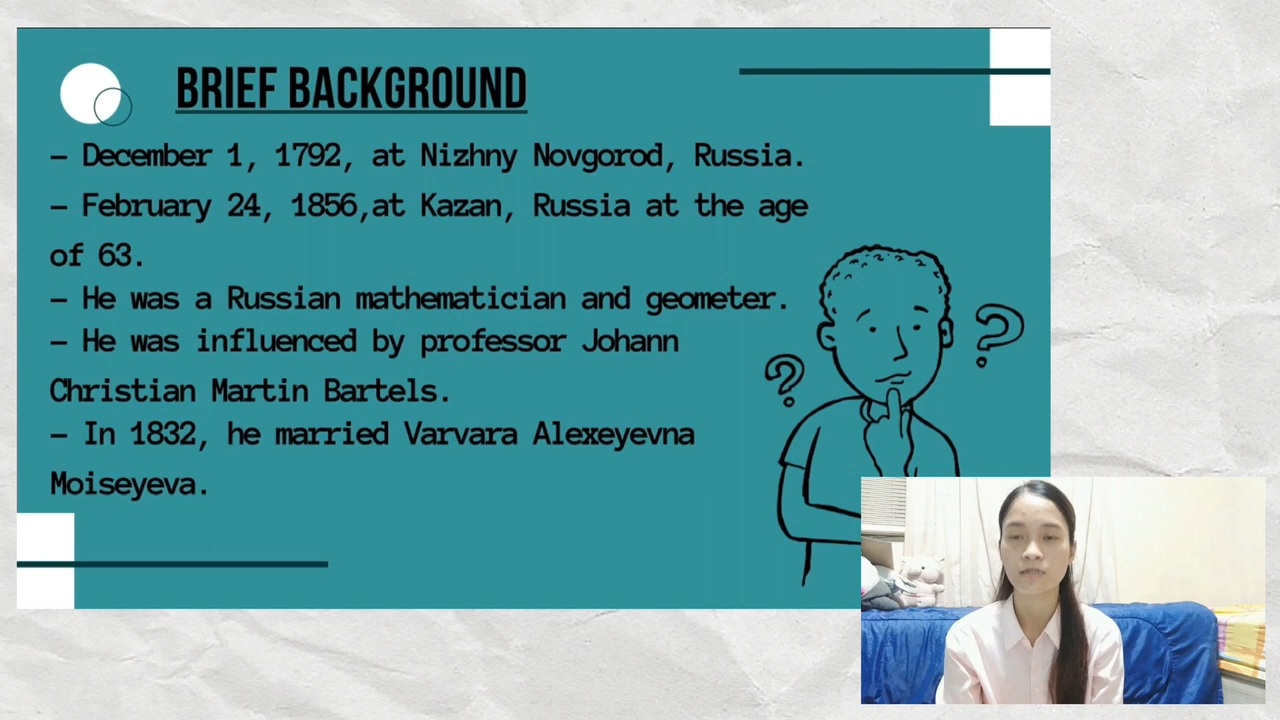 BRIEF BACKGROUND
– December 1, 1792, at Nizhny Novgorod, Russia.
– February 24, 1856,at Kazan, Russia at the age
of 63.
– He was a Russian mathematician and geometer.
– He was influenced by professor Johann
Christian Martin Bartels.
– In 1832, he married Varvara Alexeyevna
Moiseyeva.
? ?